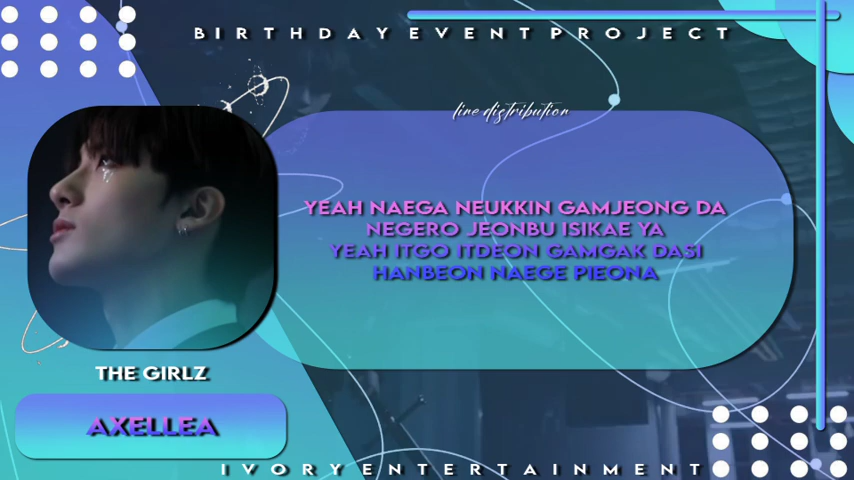 BIRTHDAY EVENT PROJECT
line distribution
YEAH NAEGA NEUKKIN GAMJEONG DA
NEGERO JEONBU ISIKAE YA
YEAH ITGO ITDEON GAMGAK DASI
HANBEON NAEGE PIEONA
THE GIRLZ
AXELLEA
IVORY ENTERTAINMENT